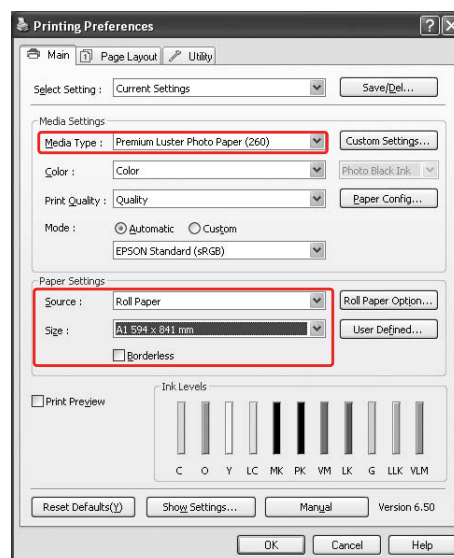 Printing Preferences
Main Page Layout Utility
Select Setting : Current Settings Save/Del...
Media Settings
Media Type : Premium Luster Photo Paper (260) Custom Settings...
Color : Color Photo Black Ink
Print Quality : Quality Paper Config...
Mode : Automatic Custom
EPSON Standard (sRGB)
Paper Settings
Source : Roll Paper Roll Paper Option...
Size : A1 594 x 841 mm User Defined...
Borderless
Print Preview
Ink Levels
C O Y LC MK PK VM LK G LLK VLM
Reset Defaults(Y) Show Settings... Manual Version 6.50
OK Cancel Help